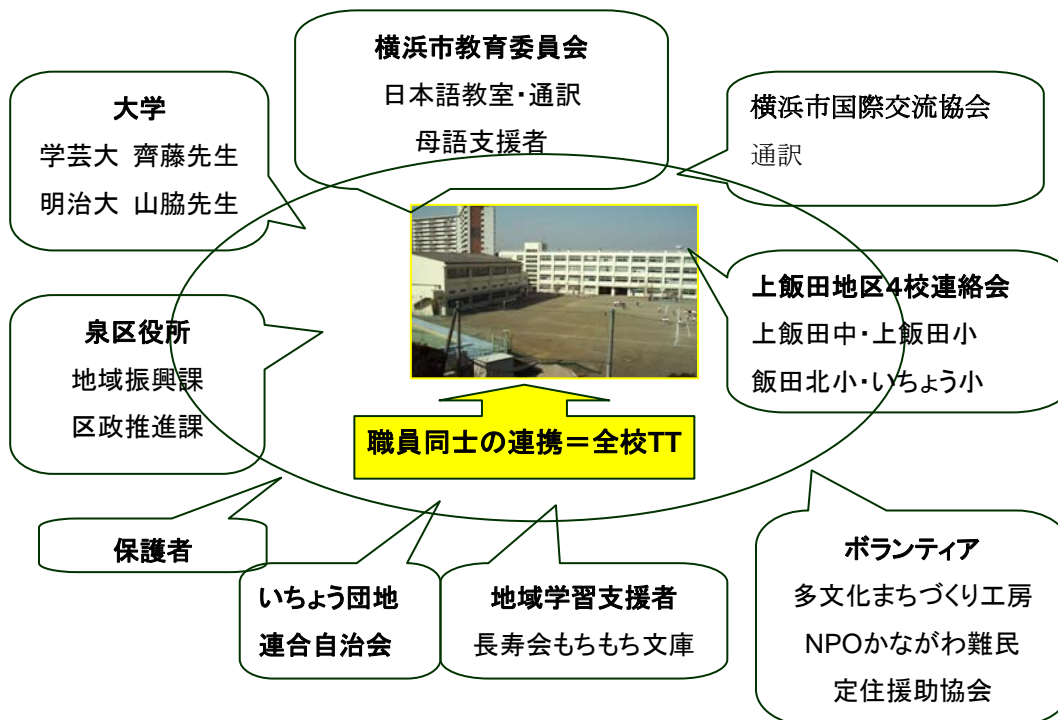 横浜市教育委員会
日本語教室・通訳
母語支援者
大学
学芸大 齊藤先生
明治大 山脇先生
横浜市国際交流協会
通訳
泉区役所
地域振興課
区政推進課
上飯田地区4校連絡会
上飯田中・上飯田小
飯田北小・いちょう小
職員同士の連携＝全校TT
保護者
いちょう団地
連合自治会
地域学習支援者
長寿会もちもち文庫
ボランティア
多文化まちづくり工房
NPOかながわ難民
定住援助協会